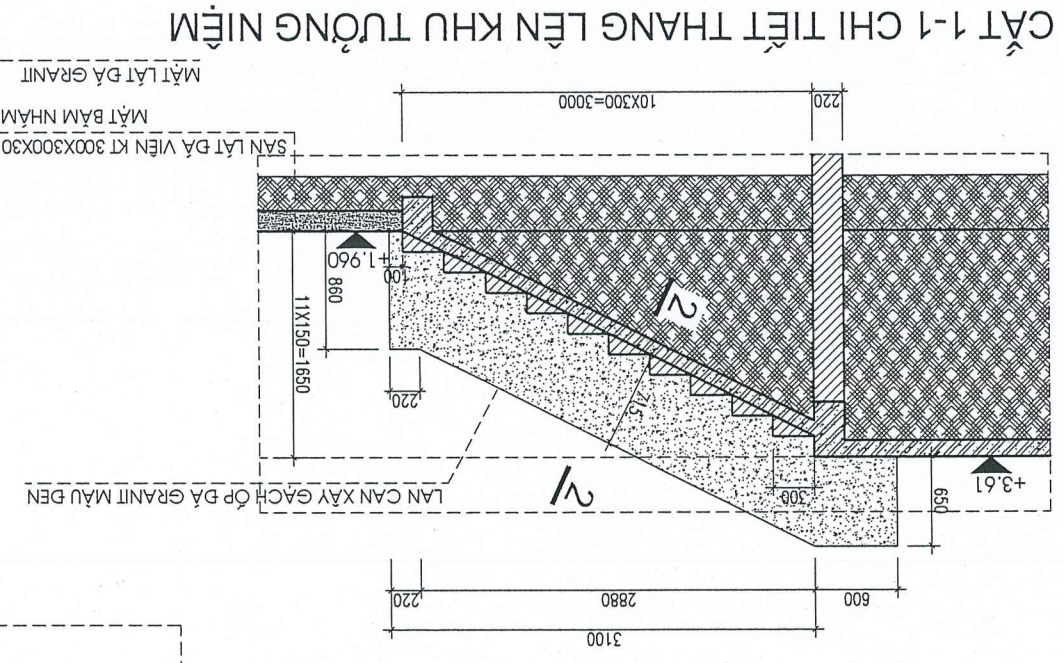 3100
600
2880
220
2
LAN CAN XÂY GẠCH ỐP ĐÁ GRANIT MÀU ĐEN
650
+3.61
300
715
220
11X150=1650
2
860
100
+1.960
SÀN LÁT ĐÁ VIÊN KT 300X300X30
MẶT BĂM NHÁM
220
10X300=3000
MẶT LÁT ĐÁ GRANIT
CẮT 1-1 CHI TIẾT THANG LÊN KHU TƯỞNG NIỆM